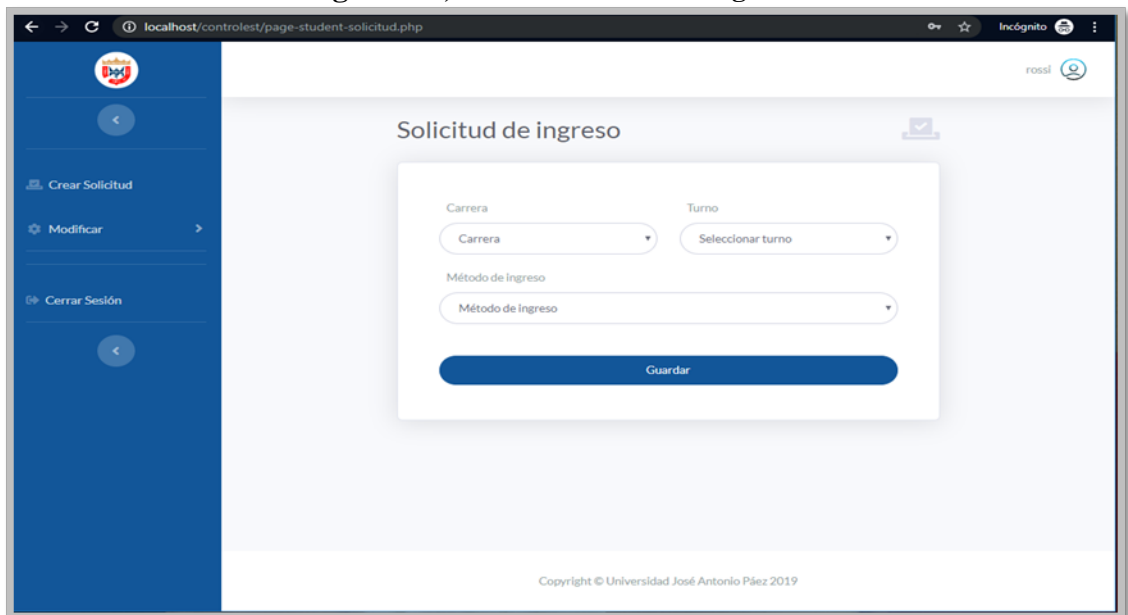 localhost/controlest/page-student-solicitud.php
Incógnito
rossi
Solicitud de ingreso
Crear Solicitud
Modificar
Cerrar Sesión
Carrera Turno
Carrera Seleccionar turno
Método de ingreso
Método de ingreso
Guardar
Copyright © Universidad José Antonio Páez 2019